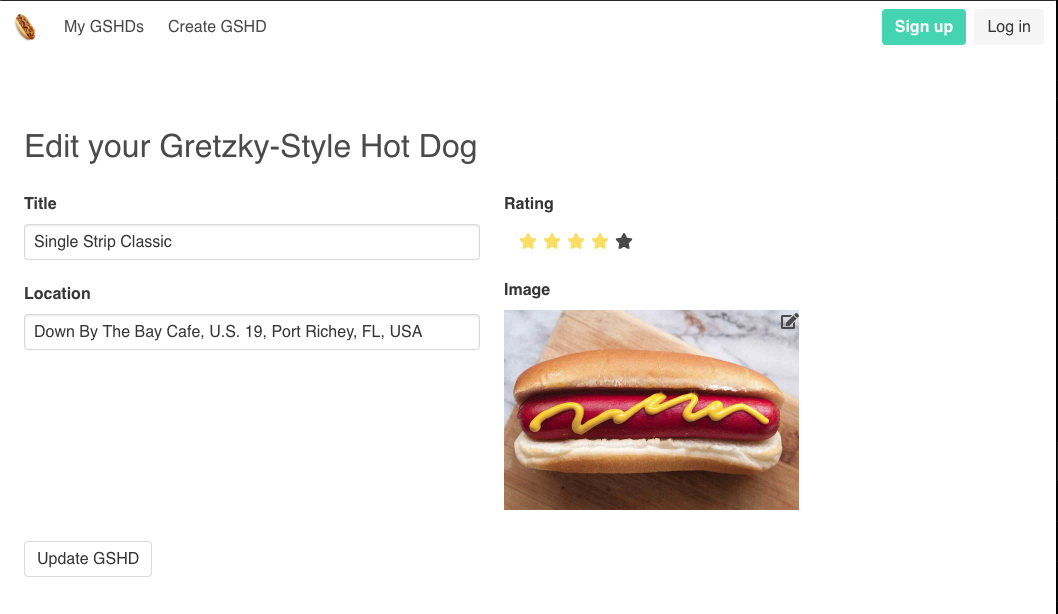 My GSHDs
Create GSHD
Sign up
Log in
Edit your Gretzky-Style Hot Dog
Title
Single Strip Classic
Location
Down By The Bay Cafe, U.S. 19, Port Richey, FL, USA
Rating
Image
Update GSHD